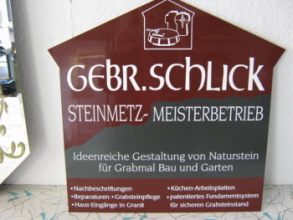 GEBR.SCHLICK
STEINMETZ- MEISTERBETRIEB
Ideenreiche Gestaltung von Naturstein
für Grabmal Bau und Garten
•Nachbeschriftungen
•Reparaturen •Grabsteinpflege
•Haus-Eingänge in Granit
•Küchen-Arbeitsplatten
•patentiertes Fundamentsystem
für sicheren Grabsteinstand